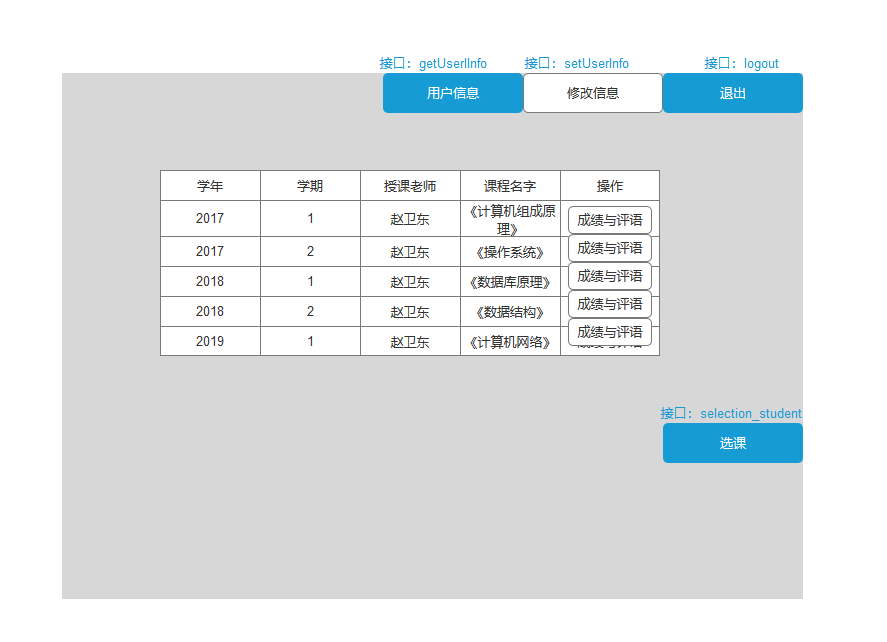 接口：getUserIInfo 接口：setUserInfo 接口：logout
用户信息 修改信息 退出
学年 学期 授课老师 课程名字 操作
2017 1 赵卫东 《计算机组成原理》 成绩与评语
2017 2 赵卫东 《操作系统》 成绩与评语
2018 1 赵卫东 《数据库原理》 成绩与评语
2018 2 赵卫东 《数据结构》 成绩与评语
2019 1 赵卫东 《计算机网络》 成绩与评语
接口：selection_student
选课